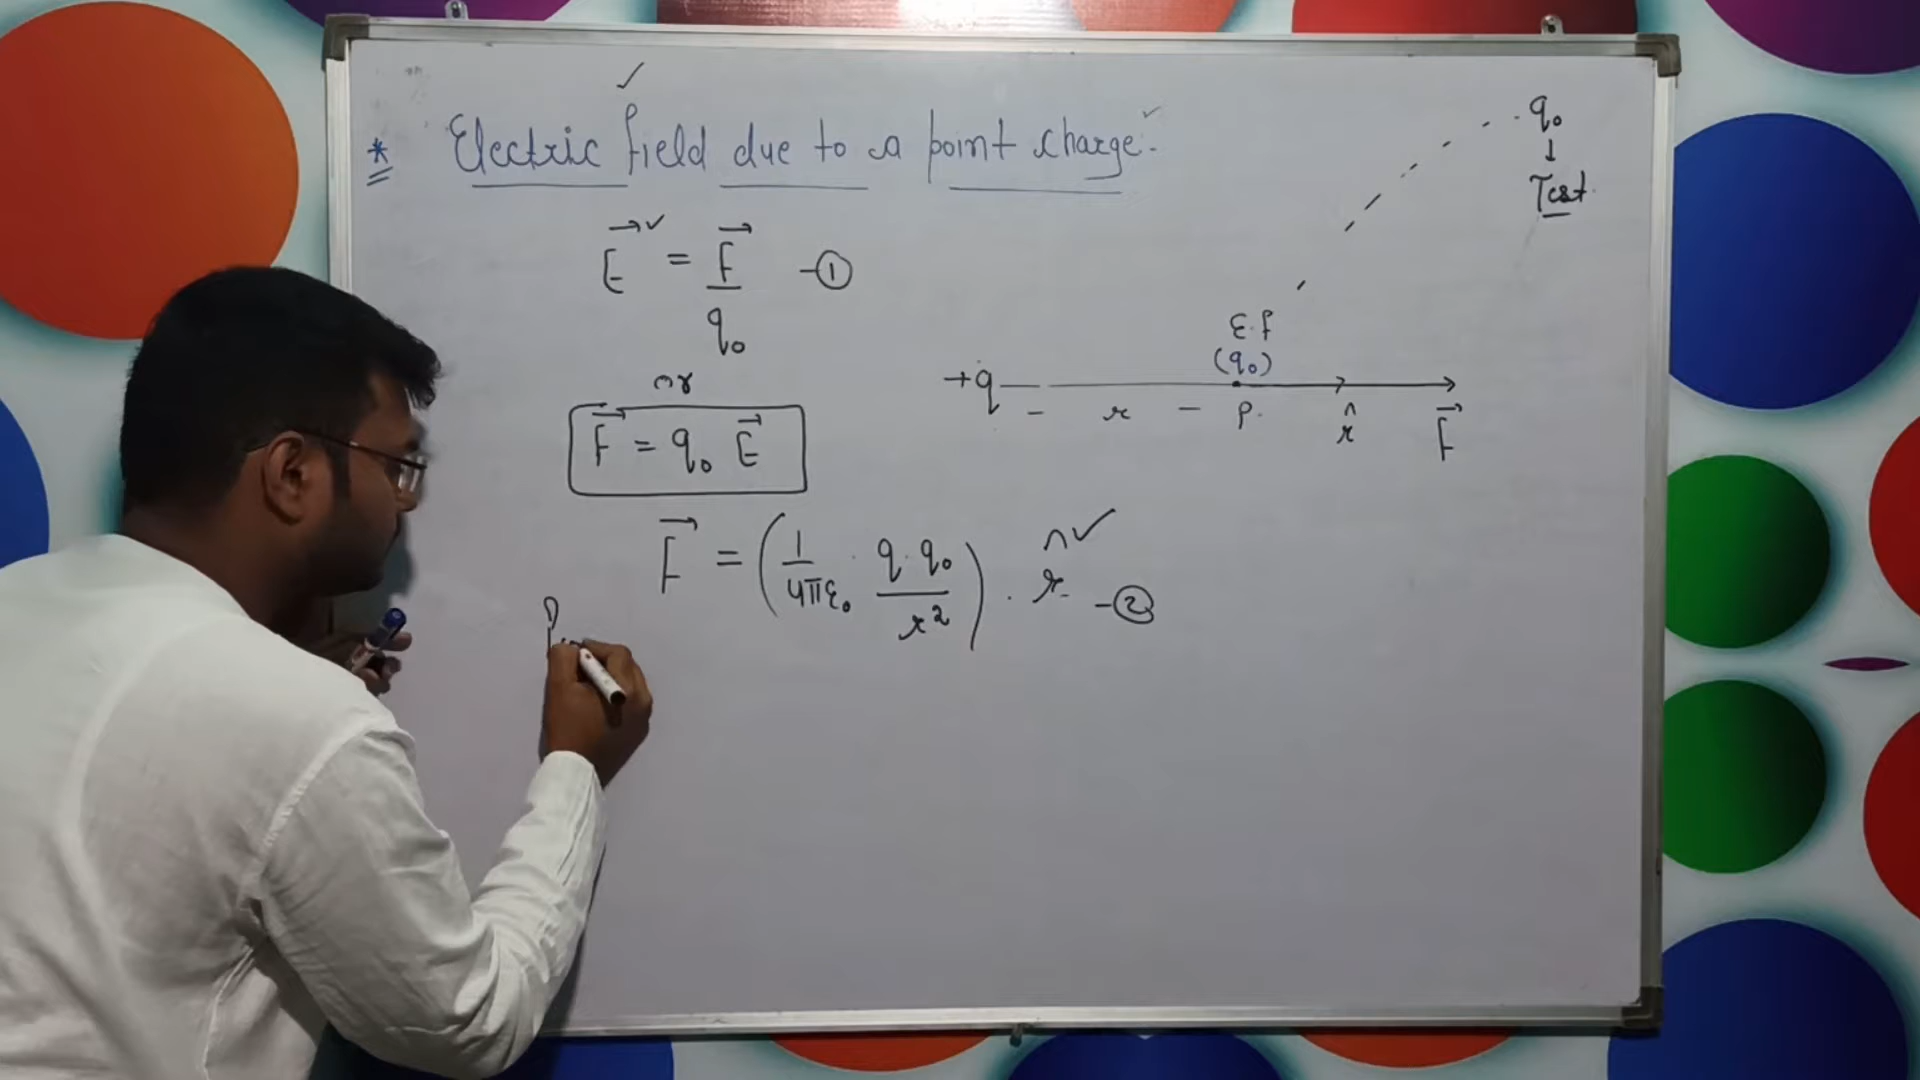 * Electric field due to a point charge:-
E⃗ = F⃗ / q₀ -①
or
F⃗ = q₀ E⃗
F⃗ = (1/4πε₀ · q·q₀/r²) · r̂ -②
q₀
↓
Test
E.f
(q₀)
+q
- r - P. r̂ F⃗